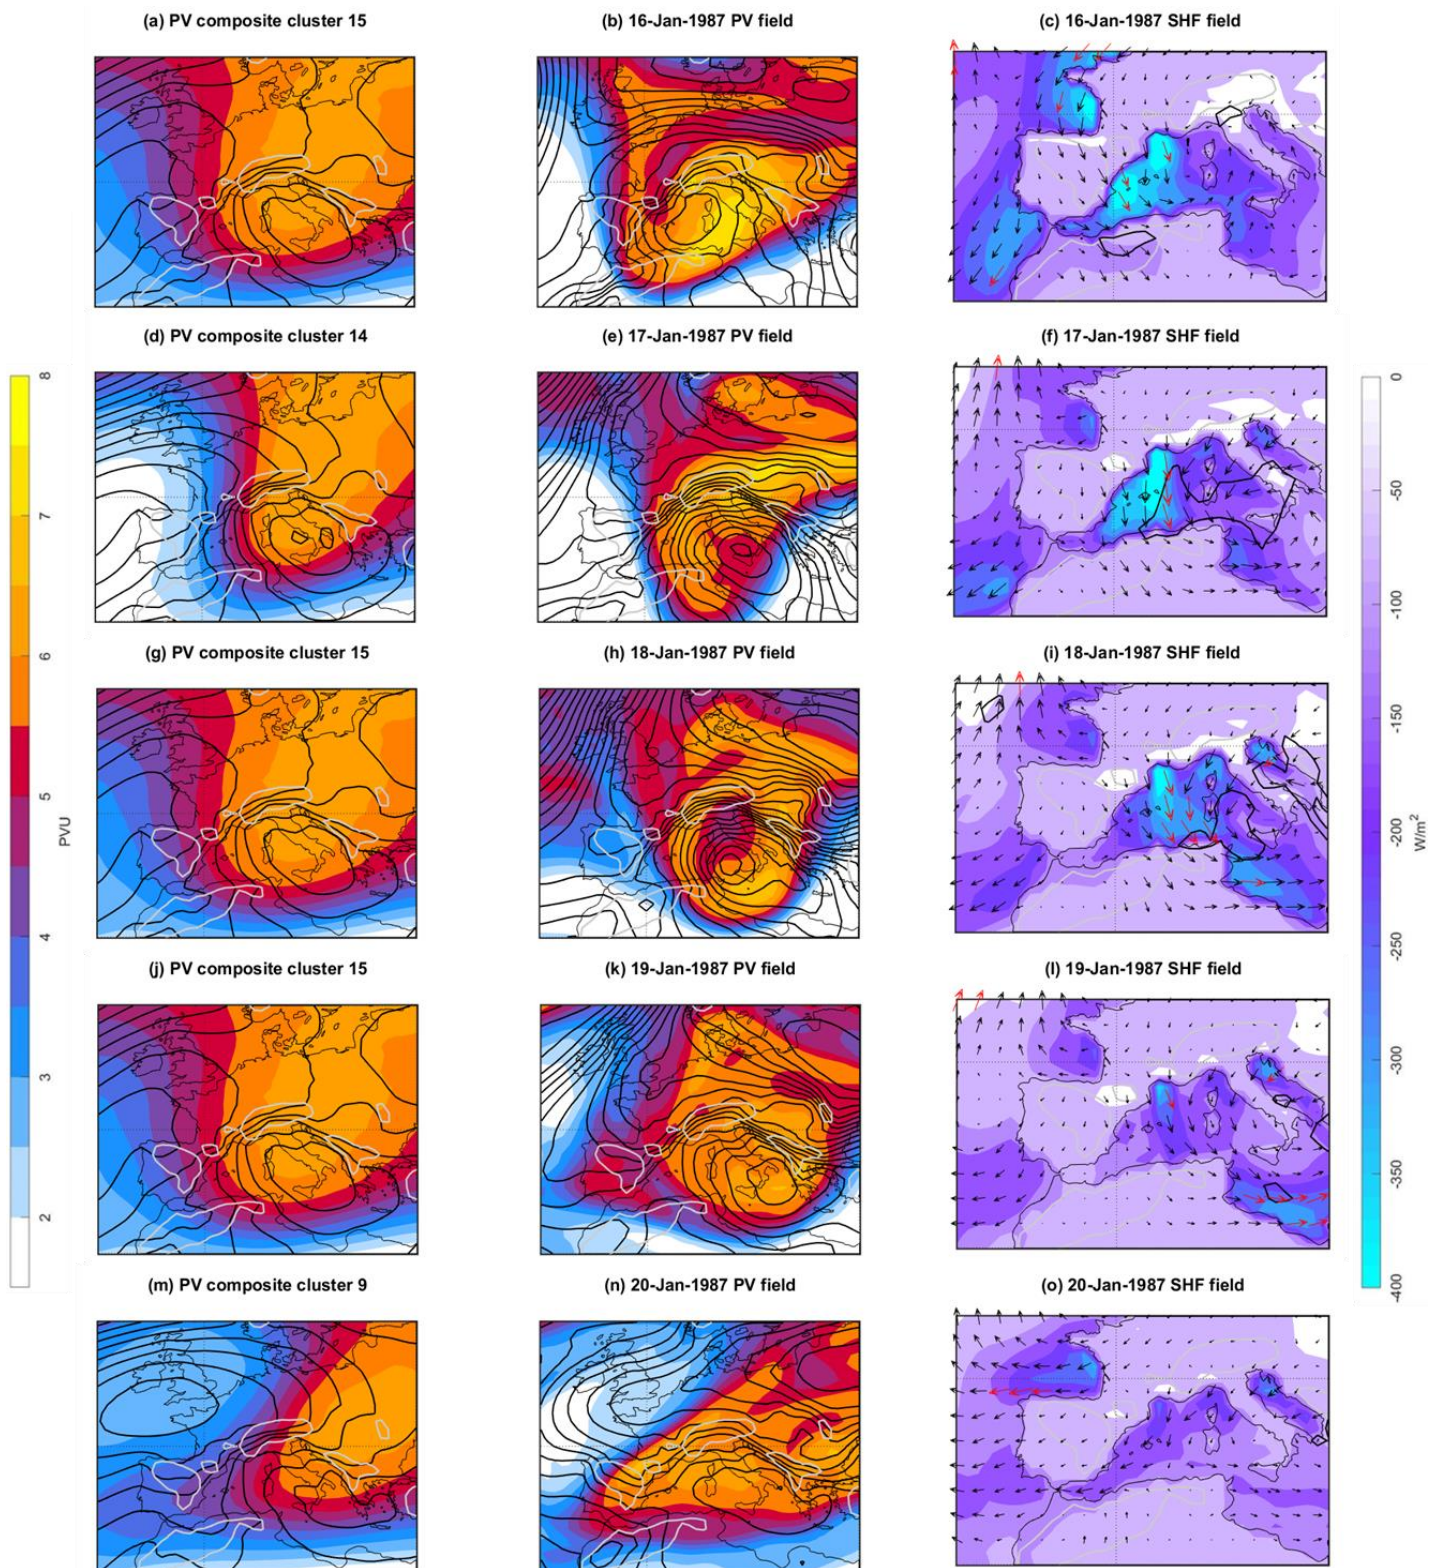 (a) PV composite cluster 15
(b) 16-Jan-1987 PV field
(c) 16-Jan-1987 SHF field
(d) PV composite cluster 14
(e) 17-Jan-1987 PV field
(f) 17-Jan-1987 SHF field
8
7
6
5
4
3
2
PVU
0
-50
-100
-150
-200
-250
-300
-350
-400
W/m²
(g) PV composite cluster 15
(h) 18-Jan-1987 PV field
(i) 18-Jan-1987 SHF field
(j) PV composite cluster 15
(k) 19-Jan-1987 PV field
(l) 19-Jan-1987 SHF field
(m) PV composite cluster 9
(n) 20-Jan-1987 PV field
(o) 20-Jan-1987 SHF field